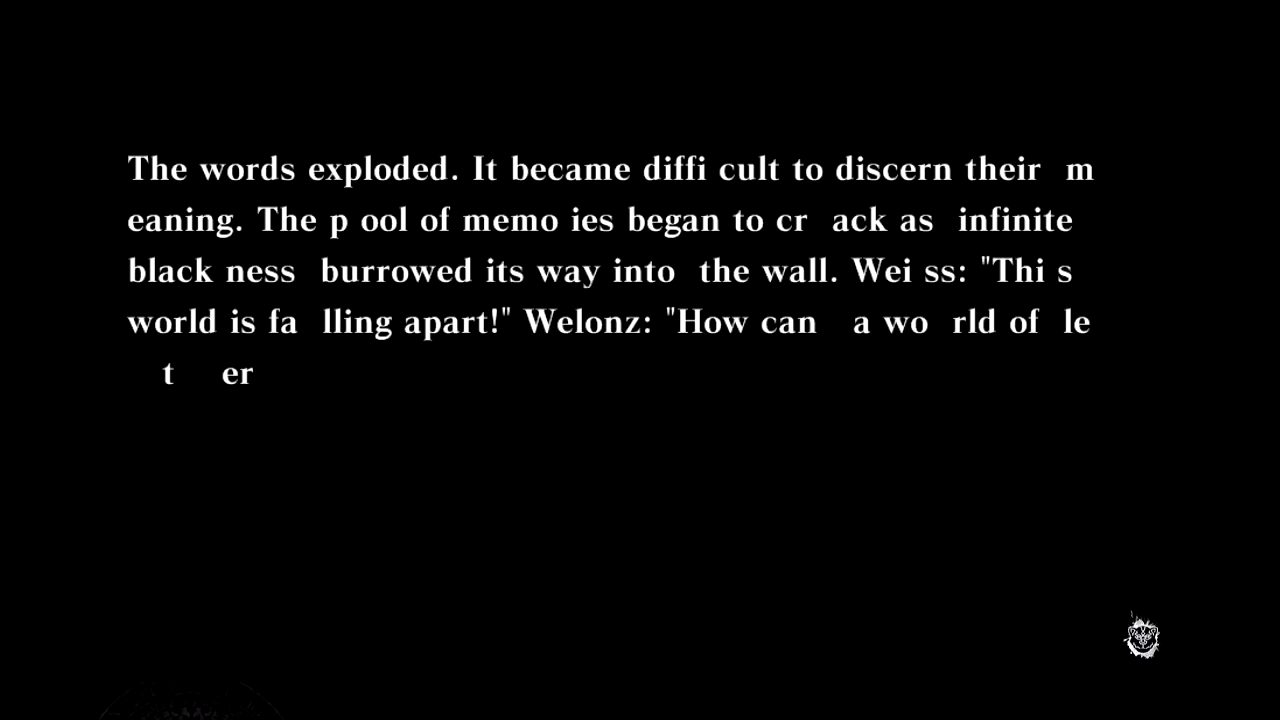 The words exploded. It became diffi cult to discern their  m
eaning. The p ool of memo ies began to cr  ack as  infinite
black ness  burrowed its way into  the wall. Wei ss: "Thi s
world is fa  lling apart!" Welonz: "How can   a wo  rld of  le
   t    er